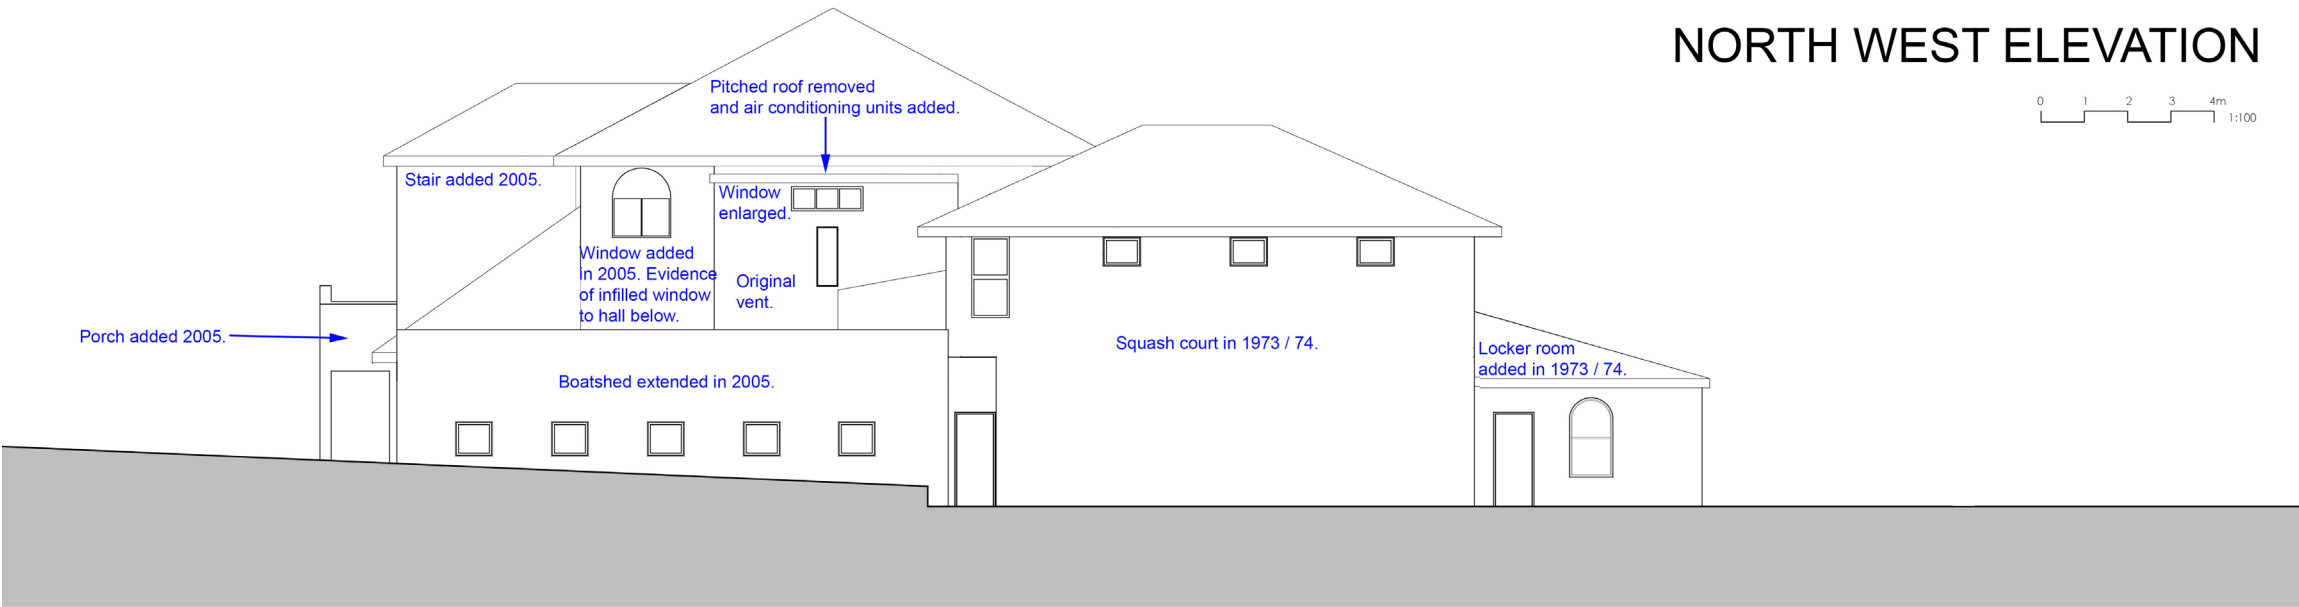 NORTH WEST ELEVATION
0 1 2 3 4m
1:100
Pitched roof removed
and air conditioning units added.
Stair added 2005.
Window
enlarged.
Window added
in 2005. Evidence
of infilled window
to hall below.
Original
vent.
Porch added 2005.
Boatshed extended in 2005.
Squash court in 1973 / 74.
Locker room
added in 1973 / 74.